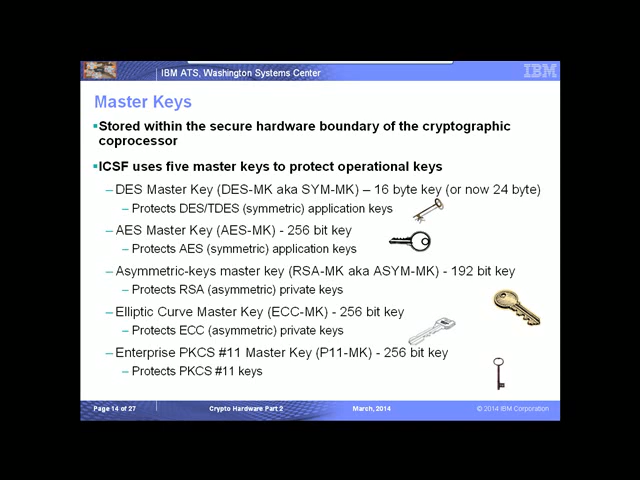 IBM ATS, Washington Systems Center
IBM
Master Keys
▪Stored within the secure hardware boundary of the cryptographic
coprocessor
▪ICSF uses five master keys to protect operational keys
– DES Master Key (DES-MK aka SYM-MK) – 16 byte key (or now 24 byte)
– Protects DES/TDES (symmetric) application keys
– AES Master Key (AES-MK) - 256 bit key
– Protects AES (symmetric) application keys
– Asymmetric-keys master key (RSA-MK aka ASYM-MK) - 192 bit key
– Protects RSA (asymmetric) private keys
– Elliptic Curve Master Key (ECC-MK) - 256 bit key
– Protects ECC (asymmetric) private keys
– Enterprise PKCS #11 Master Key (P11-MK) - 256 bit key
– Protects PKCS #11 keys
Page 14 of 27 Crypto Hardware Part 2 March, 2014 © 2014 IBM Corporation